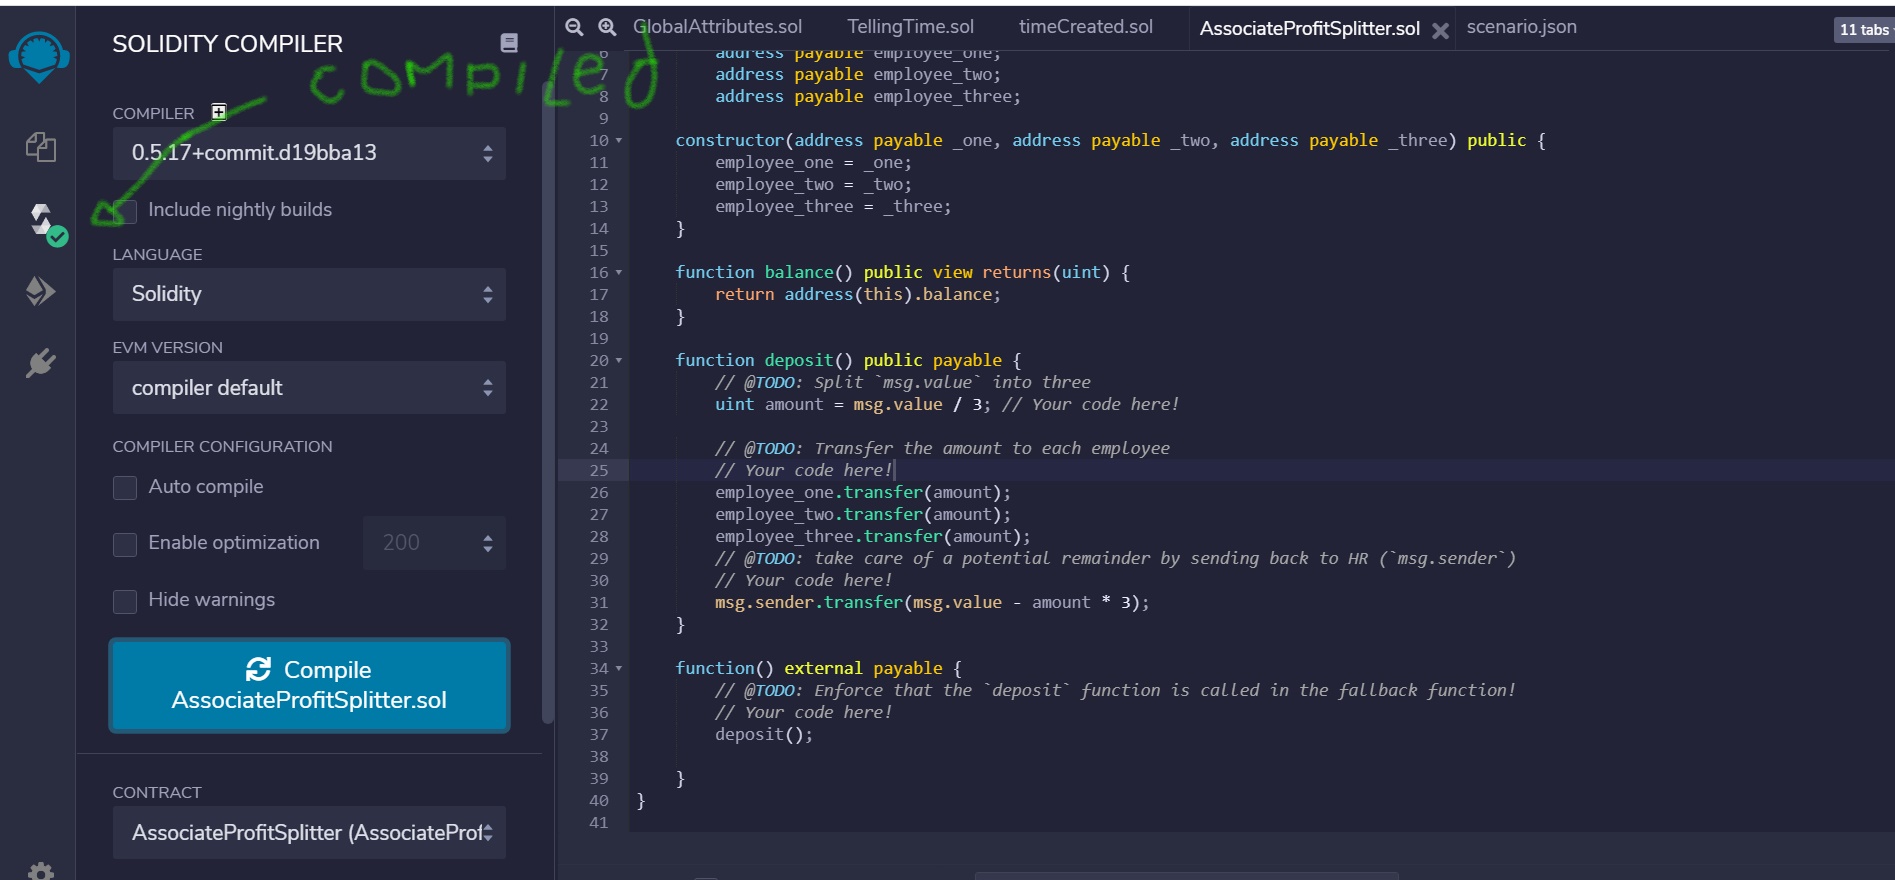 SOLIDITY COMPILER
COMPILED
COMPILER
0.5.17+commit.d19bba13
Include nightly builds
LANGUAGE
Solidity
EVM VERSION
compiler default
COMPILER CONFIGURATION
Auto compile
Enable optimization 200
Hide warnings
Compile
AssociateProfitSplitter.sol
CONTRACT
AssociateProfitSplitter (AssociateProf
GlobalAttributes.sol TellingTime.sol timeCreated.sol AssociateProfitSplitter.sol scenario.json 11 tabs
6 address payable employee_one;
7 address payable employee_two;
8 address payable employee_three;
9
10 constructor(address payable _one, address payable _two, address payable _three) public {
11 employee_one = _one;
12 employee_two = _two;
13 employee_three = _three;
14 }
15
16 function balance() public view returns(uint) {
17 return address(this).balance;
18 }
19
20 function deposit() public payable {
21 // @TODO: Split `msg.value` into three
22 uint amount = msg.value / 3; // Your code here!
23
24 // @TODO: Transfer the amount to each employee
25 // Your code here!
26 employee_one.transfer(amount);
27 employee_two.transfer(amount);
28 employee_three.transfer(amount);
29 // @TODO: take care of a potential remainder by sending back to HR (`msg.sender`)
30 // Your code here!
31 msg.sender.transfer(msg.value - amount * 3);
32 }
33
34 function() external payable {
35 // @TODO: Enforce that the `deposit` function is called in the fallback function!
36 // Your code here!
37 deposit();
38
39 }
40 }
41